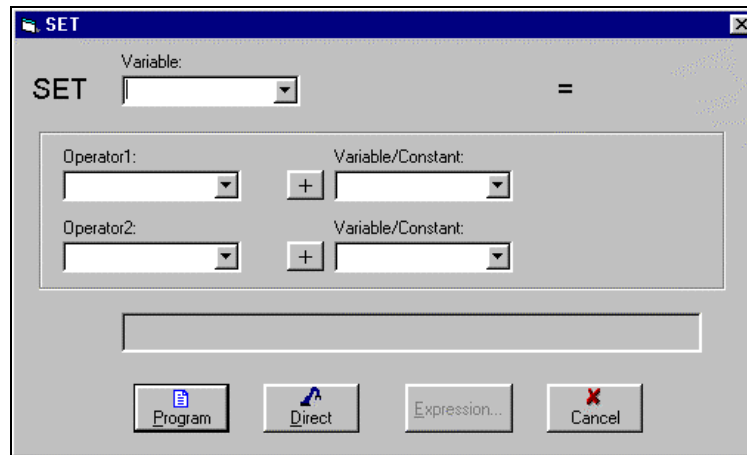 SET
Variable:
SET =
Operator1: Variable/Constant:
+
Operator2: Variable/Constant:
+
Program Direct Expression... Cancel